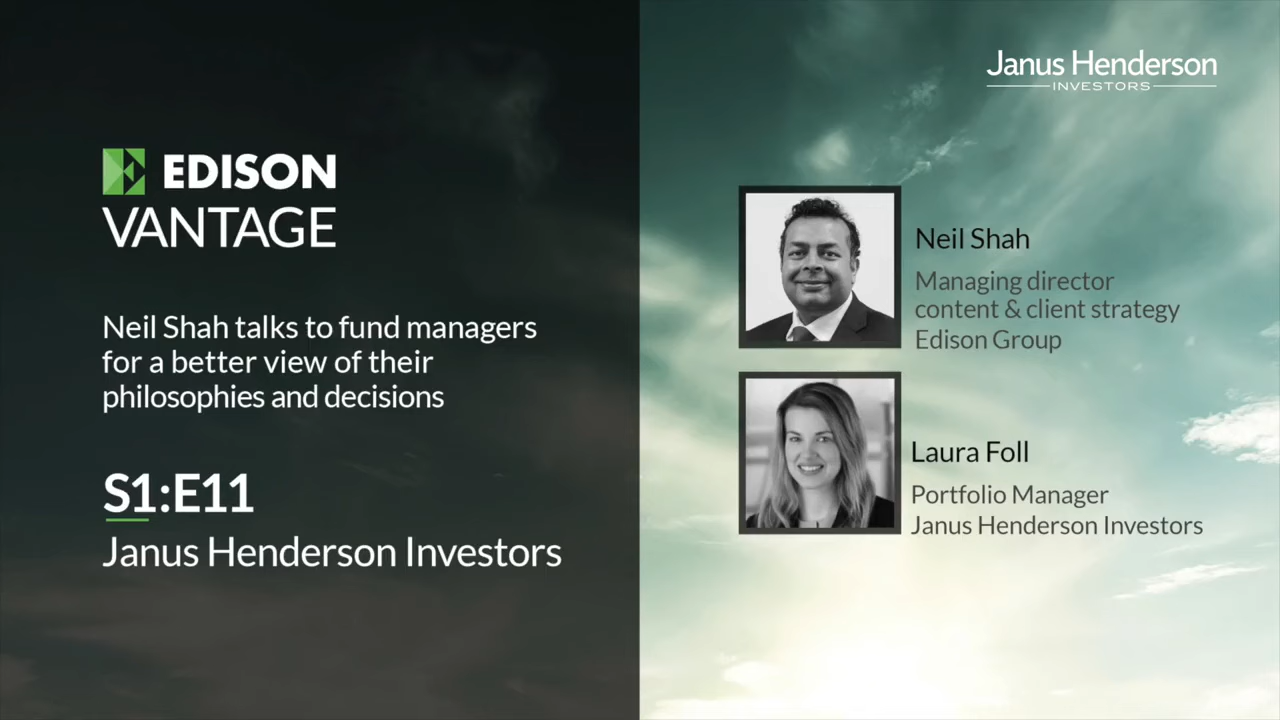 EDISON
VANTAGE
Neil Shah talks to fund managers
for a better view of their
philosophies and decisions
S1:E11
Janus Henderson Investors
Janus Henderson
INVESTORS
Neil Shah
Managing director
content & client strategy
Edison Group
Laura Foll
Portfolio Manager
Janus Henderson Investors